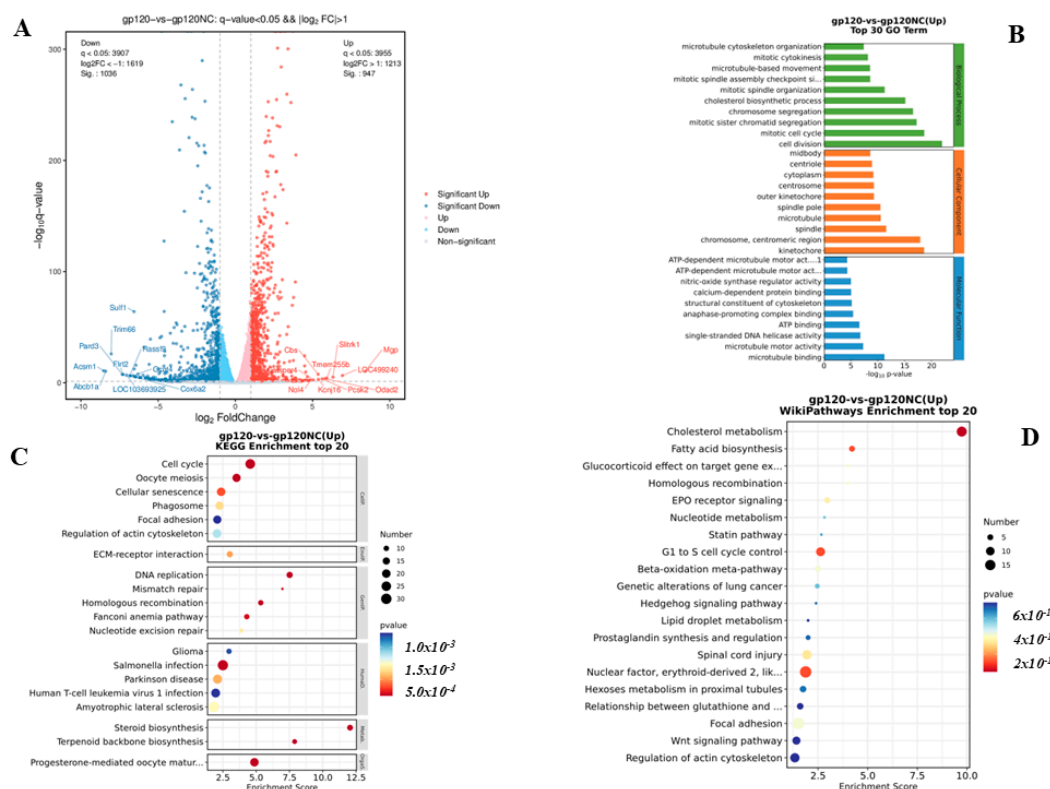 A
gp120-vs-gp120NC: q-value<0.05 && |log2 FC|>1
Down
q < 0.05: 3907
log2FC < -1: 1619
Sig. : 1036
Up
q < 0.05: 3955
log2FC > 1: 1213
Sig. : 947
300
200
100
0
-log10q-value
Sulf1
Trim66
Pard3
Rassf9
Flrt2
Acsm1
Abcb1a
LOC103693925
Cox6a2
Slitrk1
Cbs
Mgp
Tmem255b
LOC499240
Nol4
Kcnj16
Pcsk2
Odad2
-10
-5
0
5
10
log2 FoldChange
Significant Up
Significant Down
Up
Down
Non-significant
B
gp120-vs-gp120NC(Up)
Top 30 GO Term
microtubule cytoskeleton organization
mitotic cytokinesis
microtubule-based movement
mitotic spindle assembly checkpoint si...
mitotic spindle organization
cholesterol biosynthetic process
chromosome segregation
mitotic sister chromatid segregation
mitotic cell cycle
cell division
Biological Process
midbody
centriole
cytoplasm
centrosome
outer kinetochore
spindle pole
microtubule
spindle
chromosome, centromeric region
kinetochore
Cellular Component
ATP-dependent microtubule motor act....1
ATP-dependent microtubule motor act...
nitric-oxide synthase regulator activity
calcium-dependent protein binding
structural constituent of cytoskeleton
anaphase-promoting complex binding
ATP binding
single-stranded DNA helicase activity
microtubule motor activity
microtubule binding
Molecular Function
0
5
10
15
20
-log10 p-value
C
gp120-vs-gp120NC(Up)
KEGG Enrichment top 20
Cell cycle
Oocyte meiosis
Cellular senescence
Phagosome
Focal adhesion
Regulation of actin cytoskeleton
ECM-receptor interaction
DNA replication
Mismatch repair
Homologous recombination
Fanconi anemia pathway
Nucleotide excision repair
Glioma
Salmonella infection
Parkinson disease
Human T-cell leukemia virus 1 infection
Amyotrophic lateral sclerosis
Steroid biosynthesis
Terpenoid backbone biosynthesis
Progesterone-mediated oocyte matur...
2.5
5.0
7.5
10.0
12.5
Enrichment Score
Number
10
15
20
25
30
pvalue
1.0x10-3
1.5x10-3
5.0x10-4
D
gp120-vs-gp120NC(Up)
WikiPathways Enrichment top 20
Cholesterol metabolism
Fatty acid biosynthesis
Glucocorticoid effect on target gene ex...
Homologous recombination
EPO receptor signaling
Nucleotide metabolism
Statin pathway
G1 to S cell cycle control
Beta-oxidation meta-pathway
Genetic alterations of lung cancer
Hedgehog signaling pathway
Lipid droplet metabolism
Prostaglandin synthesis and regulation
Spinal cord injury
Nuclear factor, erythroid-derived 2, lik...
Hexoses metabolism in proximal tubules
Relationship between glutathione and ...
Focal adhesion
Wnt signaling pathway
Regulation of actin cytoskeleton
2.5
5.0
7.5
10.0
Enrichment Score
Number
5
10
15
pvalue
6x10-1
4x10-1
2x10-1